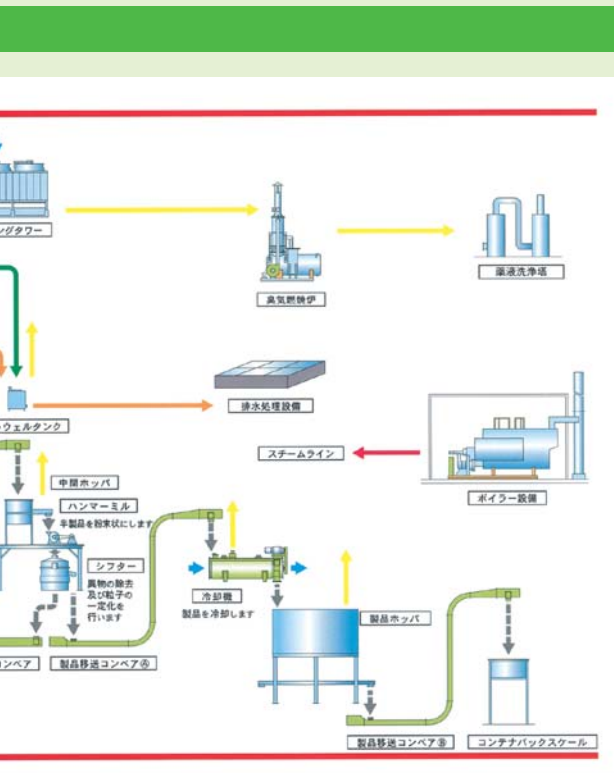 ングタワー
臭気燃焼炉
薬液洗浄塔
排水処理設備
ウェルタンク
スチームライン
ボイラー設備
中間ホッパ
ハンマーミル
半製品を粉末状にします
シフター
異物の除去
及び粒子の
一定化を
行います
冷却機
製品を冷却します
製品ホッパ
コンベア
製品移送コンベアⒶ
製品移送コンベアⒷ
コンテナバックスケール